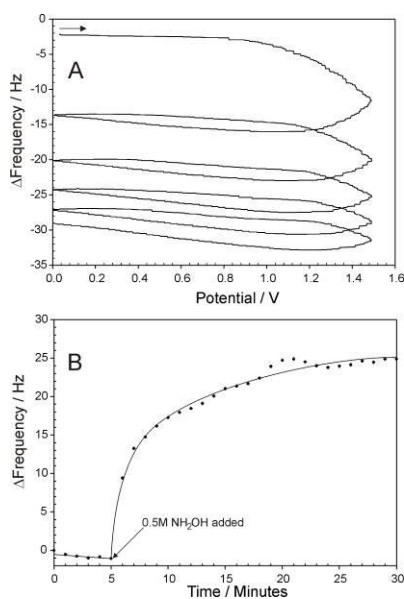 A
ΔFrequency / Hz
5
0
-5
-10
-15
-20
-25
-30
-35
0.0 0.2 0.4 0.6 0.8 1.0 1.2 1.4 1.6
Potential / V
B
ΔFrequency / Hz
30
25
20
15
10
5
0
0.5M NH₂OH added
0 5 10 15 20 25 30
Time / Minutes